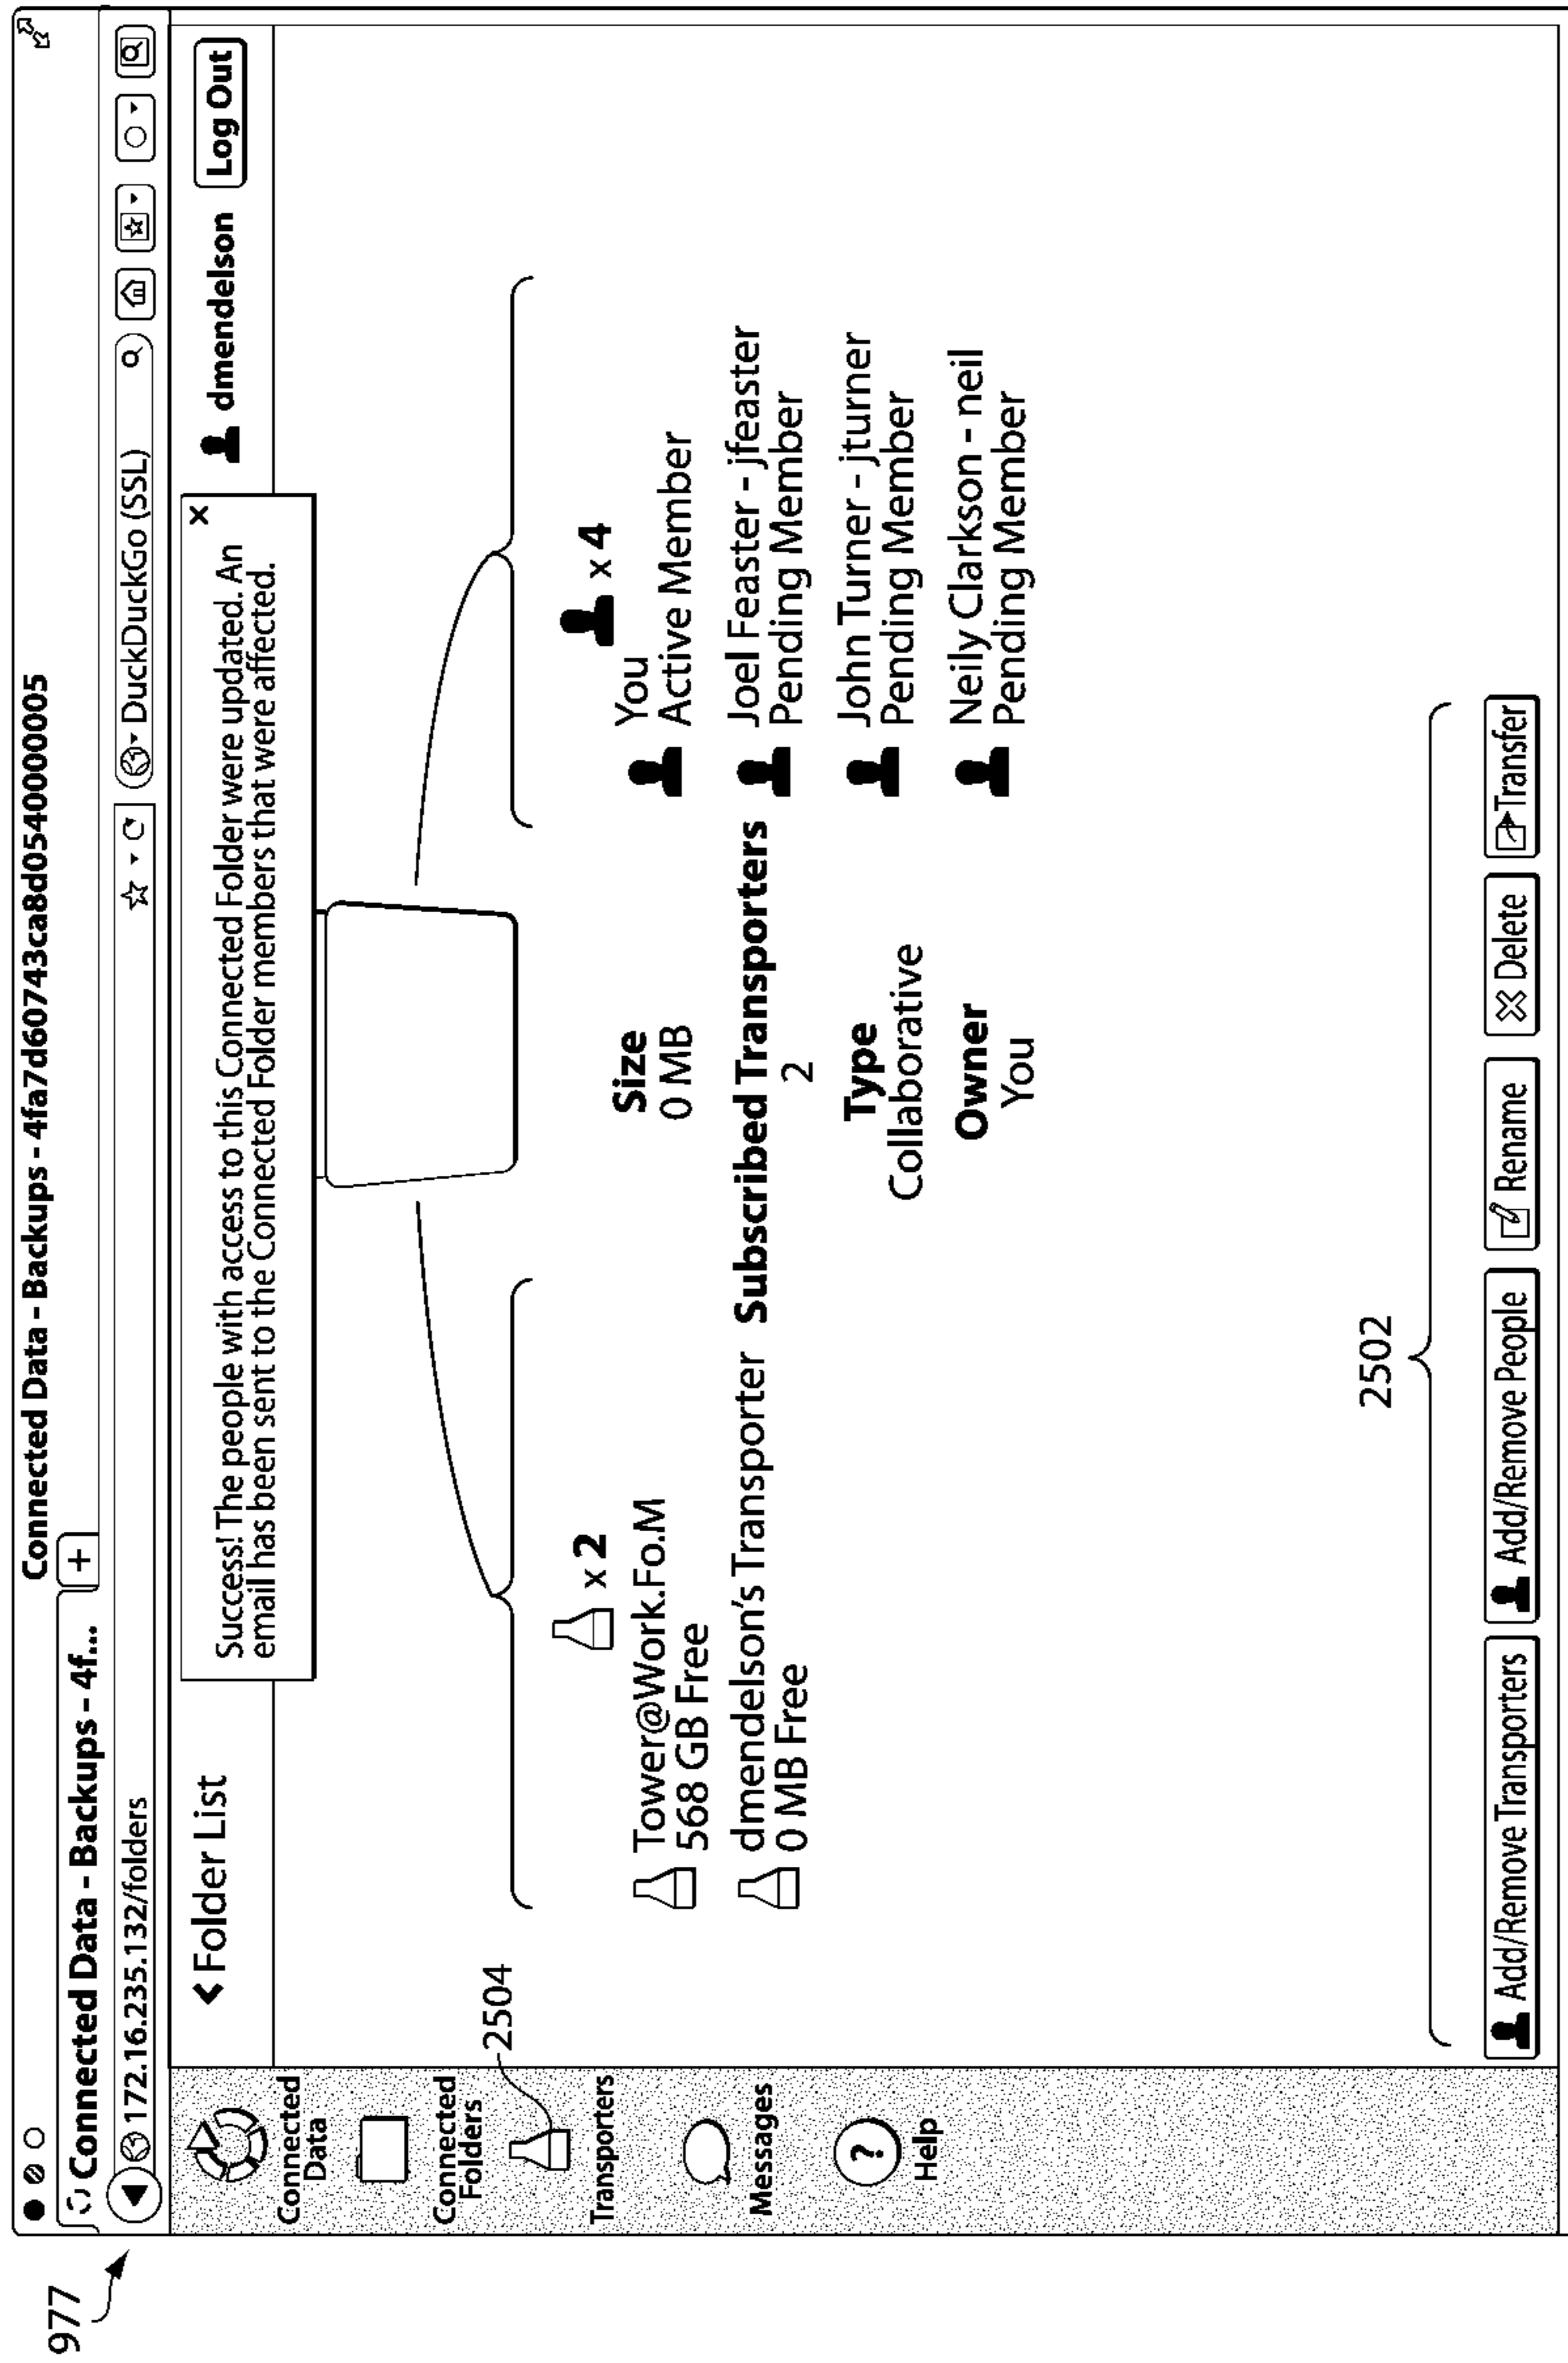 977
Connected Data - Backups - 4fa7d60743ca8d0540000005
Connected Data - Backups - 4f...
+
172.16.235.132/folders
DuckDuckGo (SSL)
Folder List
Success! The people with access to this Connected Folder were updated. An
email has been sent to the Connected Folder members that were affected.
x
dmendelson
Log Out
Connected
Data
Connected
Folders
2504
Transporters
Messages
?
Help
x 2
Tower@Work.Fo.M
568 GB Free
dmendelson's Transporter
0 MB Free
Size
0 MB
Subscribed Transporters
2
Type
Collaborative
Owner
You
x 4
You
Active Member
Joel Feaster - jfeaster
Pending Member
John Turner - jturner
Pending Member
Neily Clarkson - neil
Pending Member
2502
Add/Remove Transporters
Add/Remove People
Rename
Delete
Transfer